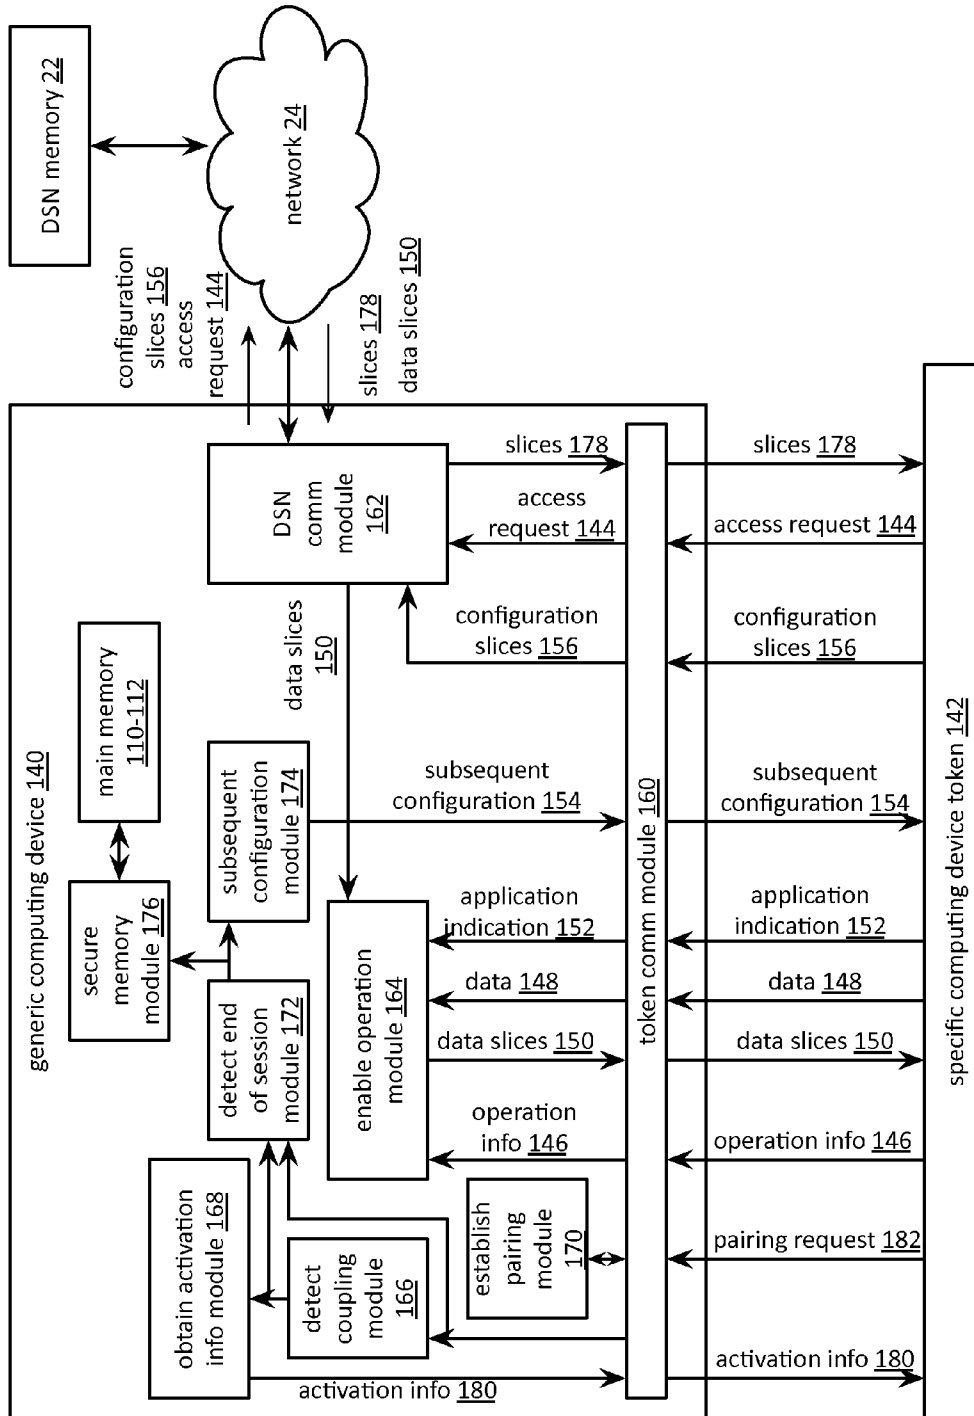 DSN memory 22
network 24
configuration
slices 156
access
request 144
slices 178
data slices 150
generic computing device 140
DSN
comm
module
162
slices 178
access
request 144
configuration
slices 156
data slices
150
main memory
110-112
secure
memory
module 176
subsequent
configuration
module 174
subsequent
configuration 154
detect end
of session
module 172
enable operation
module 164
application
indication 152
data 148
data slices 150
operation
info 146
obtain activation
info module 168
detect
coupling
module
166
establish
pairing
module
170
activation info 180
token comm module 160
slices 178
access request 144
configuration
slices 156
subsequent
configuration 154
application
indication 152
data 148
data slices 150
operation info 146
pairing request 182
activation info 180
specific computing device token 142